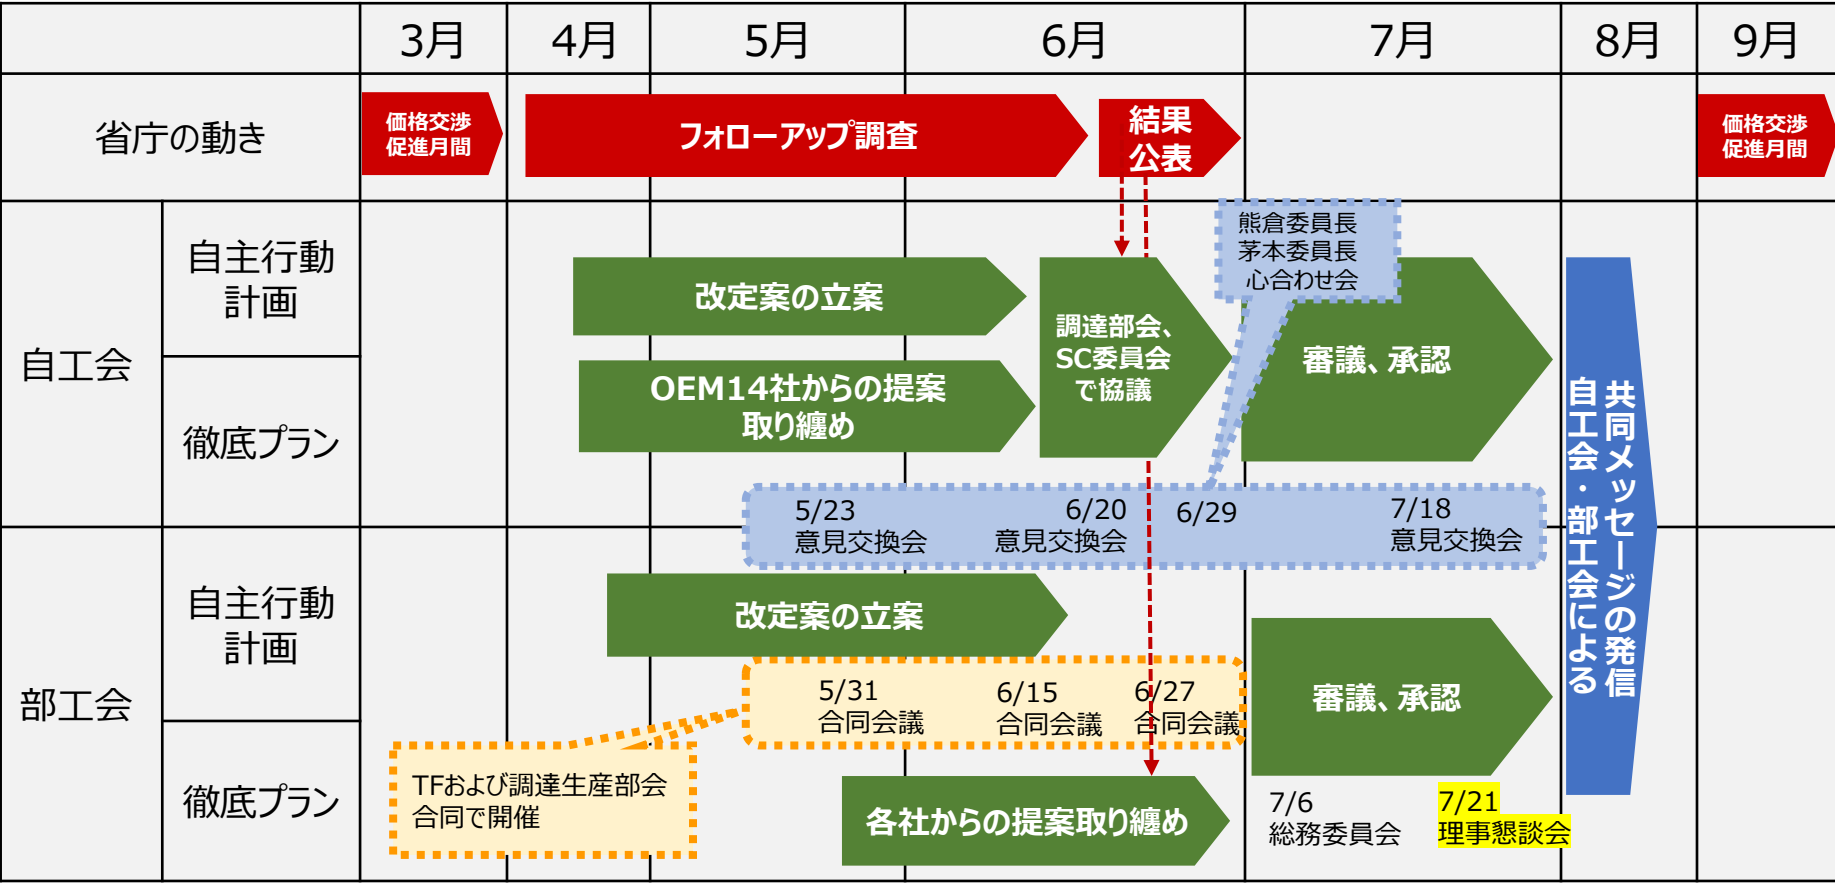 3月
4月
5月
6月
7月
8月
9月
省庁の動き
価格交渉
促進月間
フォローアップ調査
結果
公表
価格交渉
促進月間
自工会
自主行動
計画
改定案の立案
調達部会、
SC委員会
で協議
熊倉委員長
茅本委員長
心合わせ会
審議、承認
徹底プラン
OEM14社からの提案
取り纏め
5/23
意見交換会
6/20
意見交換会
6/29
7/18
意見交換会
自工会・部工会による
共同メッセージの発信
部工会
自主行動
計画
改定案の立案
5/31
合同会議
6/15
合同会議
6/27
合同会議
審議、承認
徹底プラン
TFおよび調達生産部会
合同で開催
各社からの提案取り纏め
7/6
総務委員会
7/21
理事懇談会